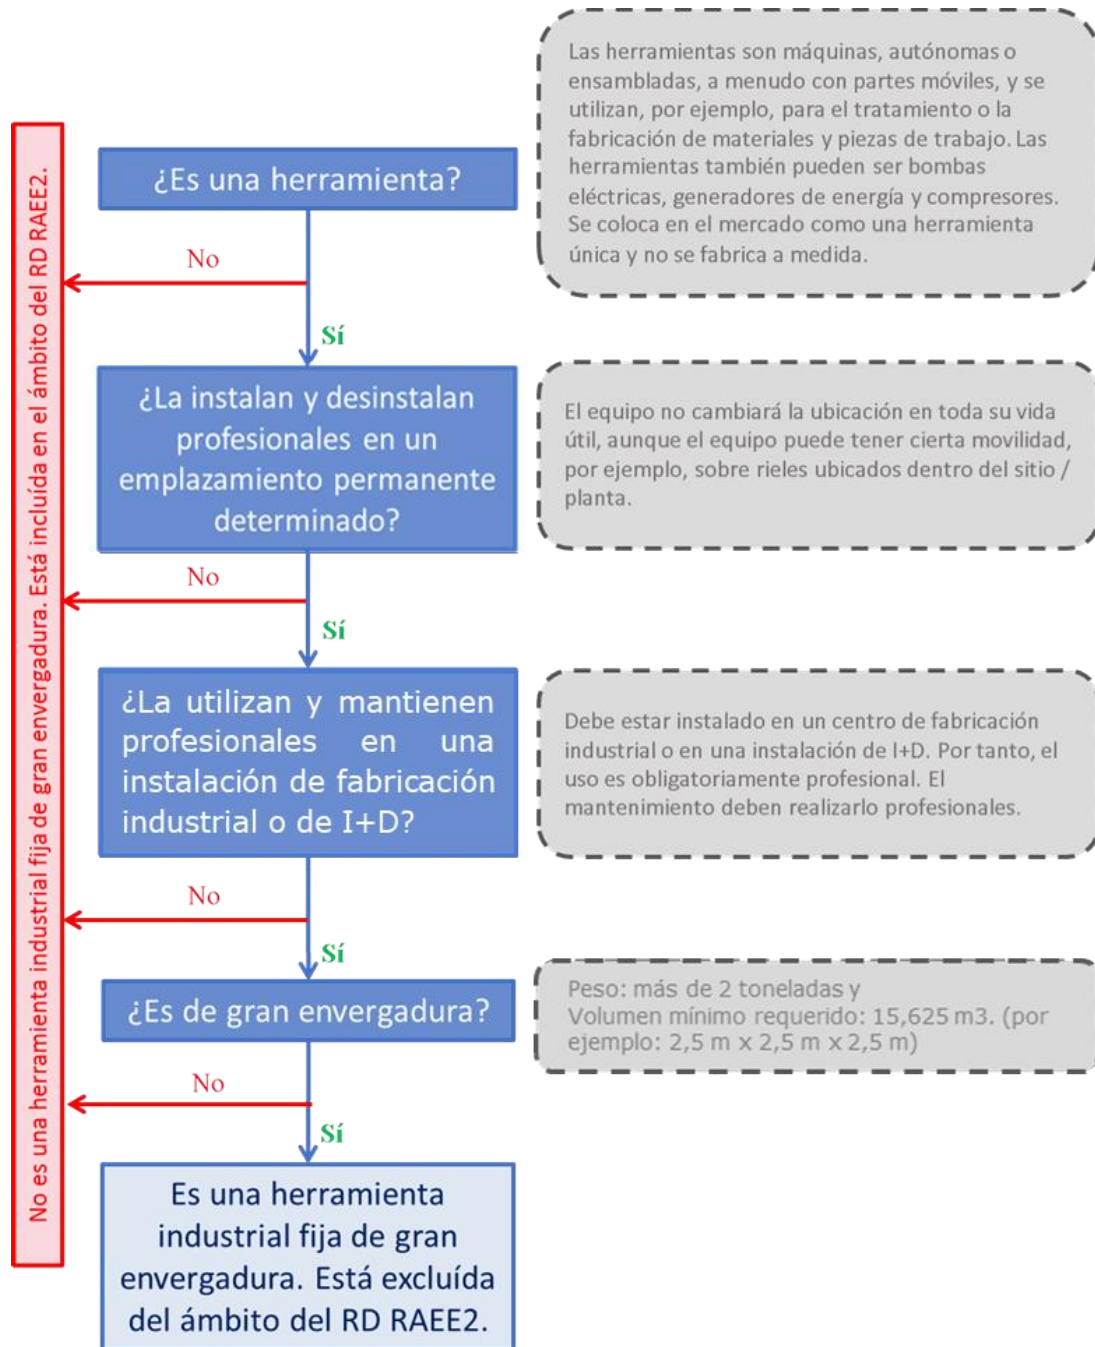 No es una herramienta industrial fija de gran envergadura. Está incluída en el ámbito del RD RAEE2.
¿Es una herramienta?
Las herramientas son máquinas, autónomas o
ensambladas, a menudo con partes móviles, y se
utilizan, por ejemplo, para el tratamiento o la
fabricación de materiales y piezas de trabajo. Las
herramientas también pueden ser bombas
eléctricas, generadores de energía y compresores.
Se coloca en el mercado como una herramienta
única y no se fabrica a medida.
No
Sí
¿La instalan y desinstalan
profesionales en un
emplazamiento permanente
determinado?
El equipo no cambiará la ubicación en toda su vida
útil, aunque el equipo puede tener cierta movilidad,
por ejemplo, sobre rieles ubicados dentro del sitio /
planta.
No
Sí
¿La utilizan y mantienen
profesionales en una
instalación de fabricación
industrial o de I+D?
Debe estar instalado en un centro de fabricación
industrial o en una instalación de I+D. Por tanto, el
uso es obligatoriamente profesional. El
mantenimiento deben realizarlo profesionales.
No
Sí
¿Es de gran envergadura?
Peso: más de 2 toneladas y
Volumen mínimo requerido: 15,625 m3. (por
ejemplo: 2,5 m x 2,5 m x 2,5 m)
No
Sí
Es una herramienta
industrial fija de gran
envergadura. Está excluída
del ámbito del RD RAEE2.